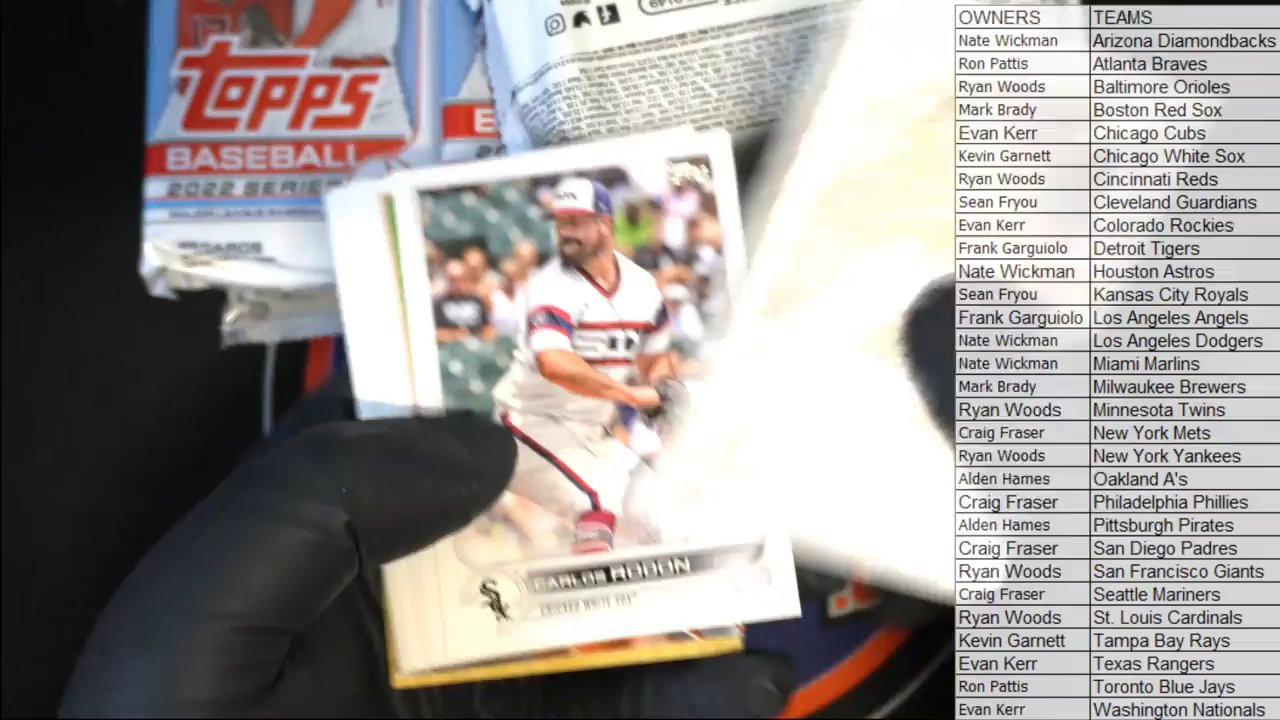 Topps
BASEBALL
2022 SERIES
CARLOS RODON
CHICAGO WHITE SOX
OWNERS TEAMS
Nate Wickman Arizona Diamondbacks
Ron Pattis Atlanta Braves
Ryan Woods Baltimore Orioles
Mark Brady Boston Red Sox
Evan Kerr Chicago Cubs
Kevin Garnett Chicago White Sox
Ryan Woods Cincinnati Reds
Sean Fryou Cleveland Guardians
Evan Kerr Colorado Rockies
Frank Garguiolo Detroit Tigers
Nate Wickman Houston Astros
Sean Fryou Kansas City Royals
Frank Garguiolo Los Angeles Angels
Nate Wickman Los Angeles Dodgers
Nate Wickman Miami Marlins
Mark Brady Milwaukee Brewers
Ryan Woods Minnesota Twins
Craig Fraser New York Mets
Ryan Woods New York Yankees
Alden Hames Oakland A's
Craig Fraser Philadelphia Phillies
Alden Hames Pittsburgh Pirates
Craig Fraser San Diego Padres
Ryan Woods San Francisco Giants
Craig Fraser Seattle Mariners
Ryan Woods St. Louis Cardinals
Kevin Garnett Tampa Bay Rays
Evan Kerr Texas Rangers
Ron Pattis Toronto Blue Jays
Evan Kerr Washington Nationals